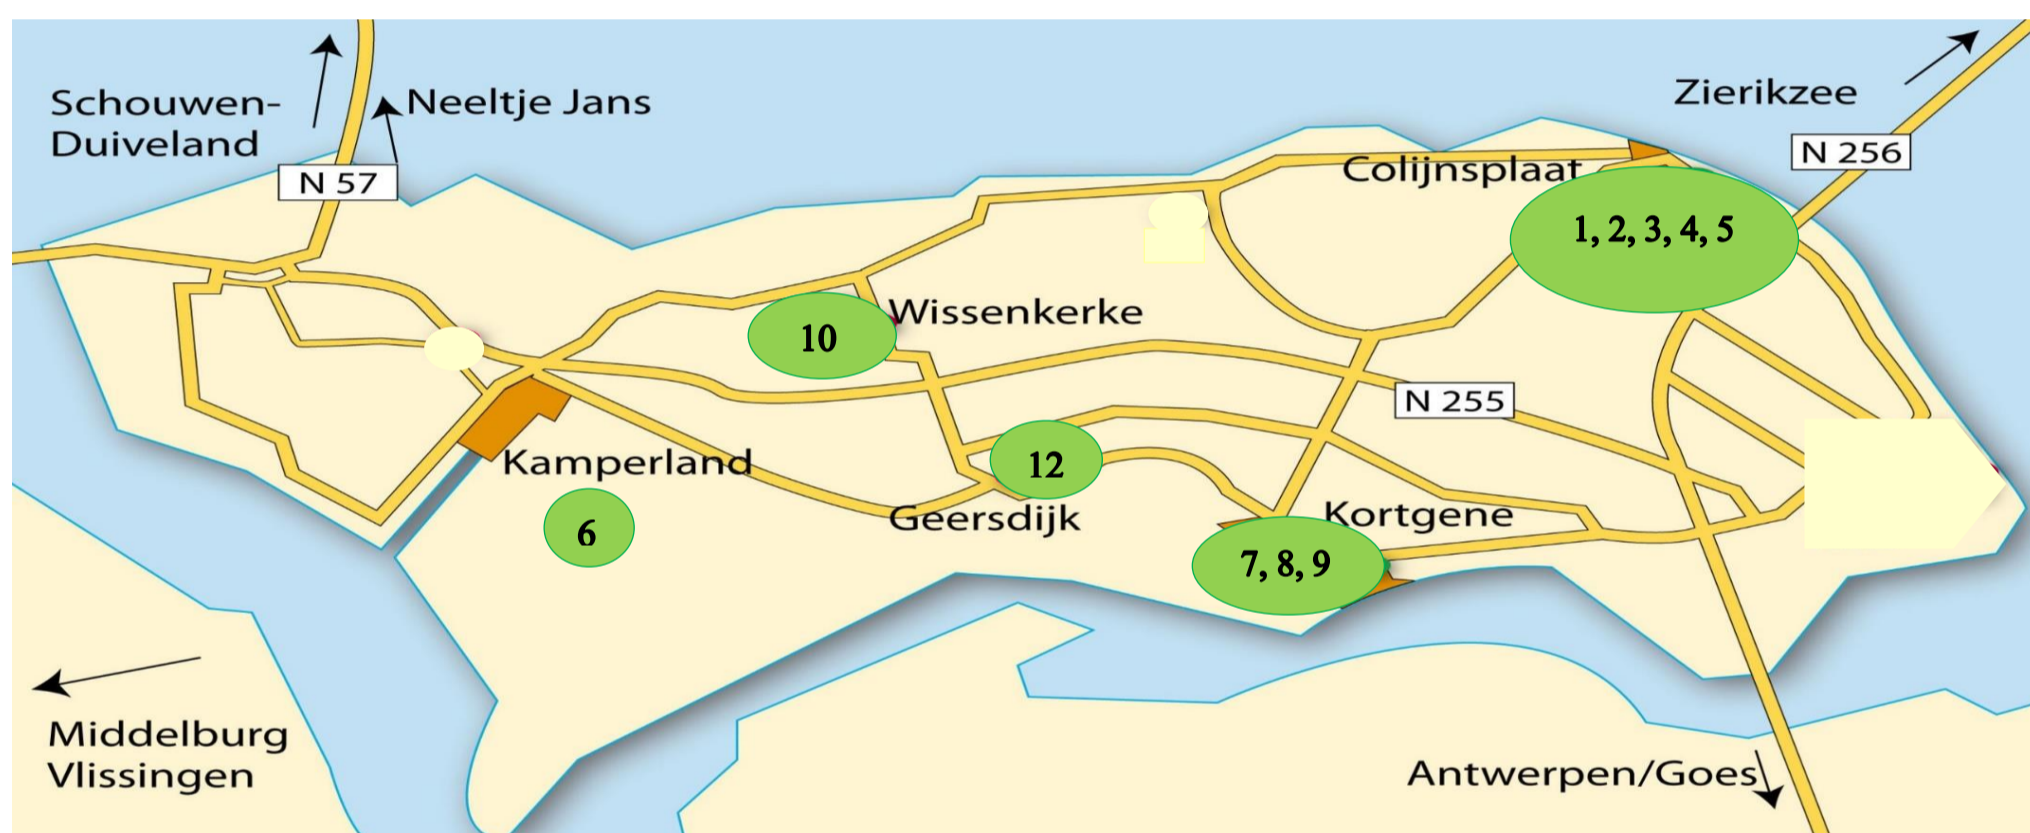 Schouwen-
Duiveland
Neeltje Jans
N 57
Zierikzee
N 256
Colijnsplaat
1, 2, 3, 4, 5
Wissenkerke
10
N 255
Kamperland
12
6
Geersdijk
Kortgene
7, 8, 9
Middelburg
Vlissingen
Antwerpen/Goes